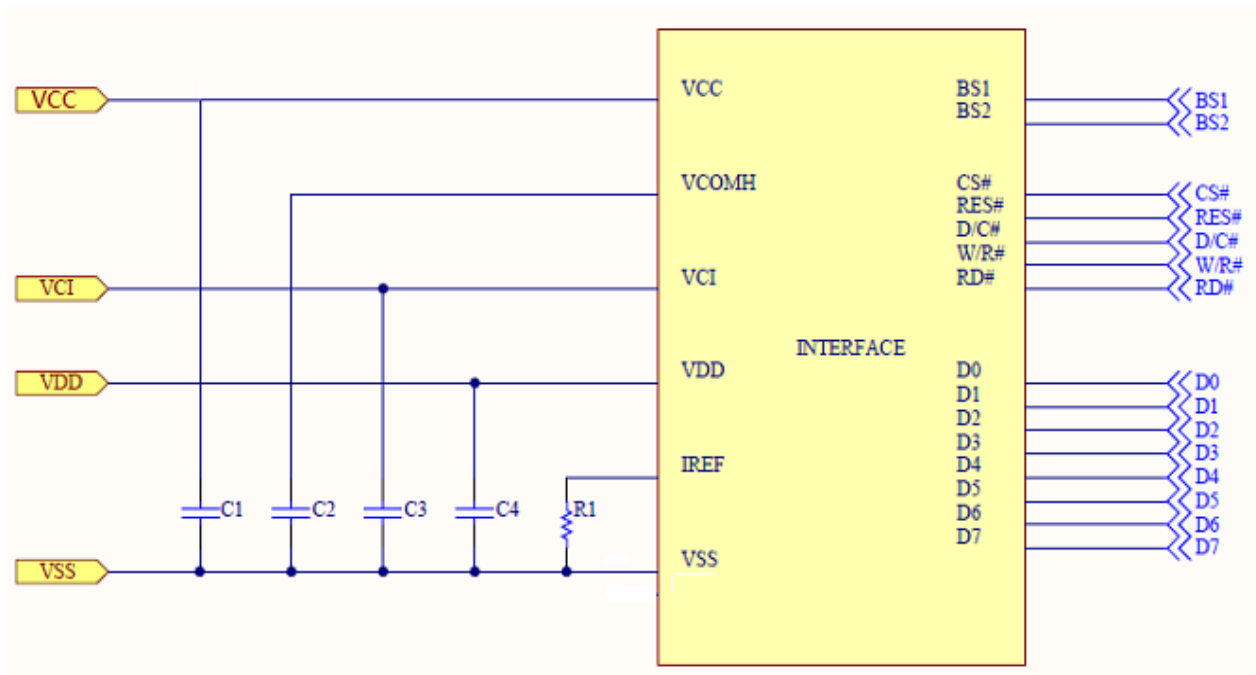 VCC
VCI
VDD
VSS
C1
C2
C3
C4
R1
VCC
VCOMH
VCI
VDD
IREF
VSS
INTERFACE
BS1
BS2
CS#
RES#
D/C#
W/R#
RD#
D0
D1
D2
D3
D4
D5
D6
D7
BS1
BS2
CS#
RES#
D/C#
W/R#
RD#
D0
D1
D2
D3
D4
D5
D6
D7